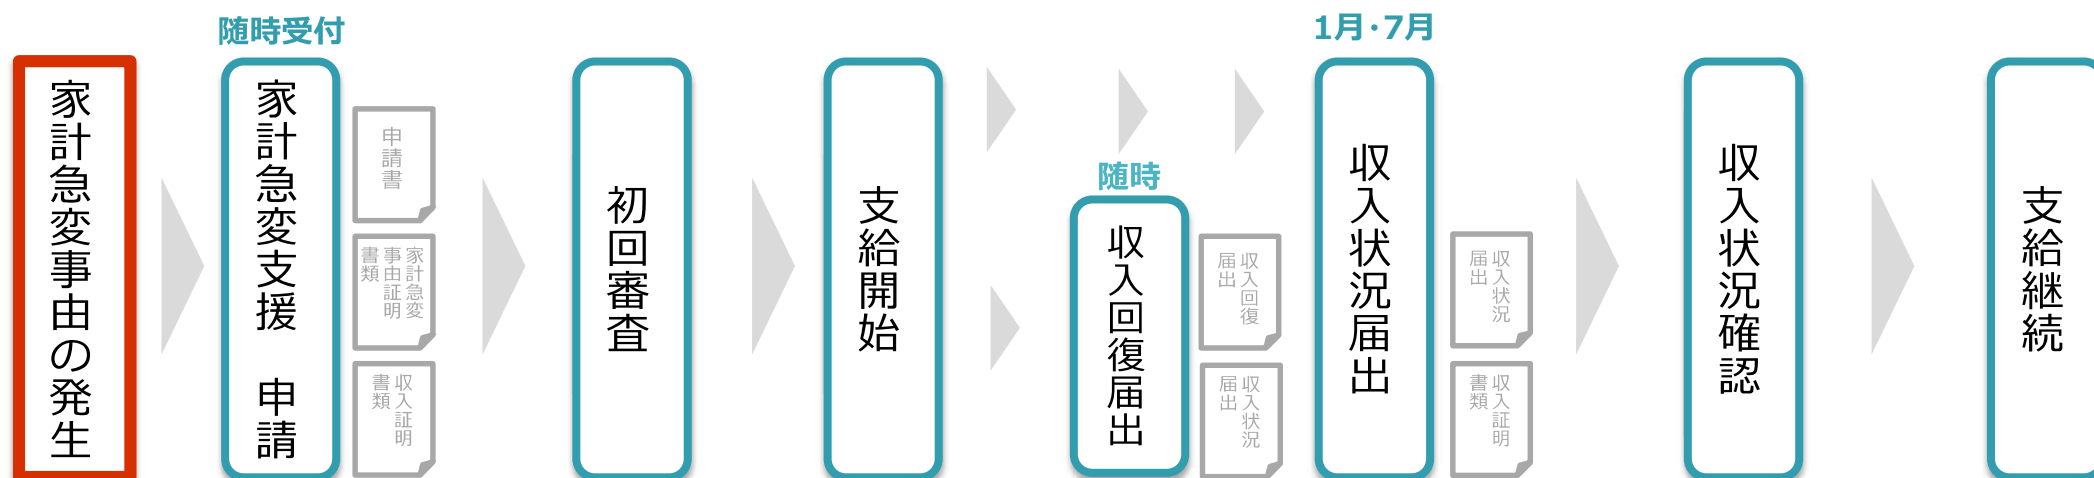 家計急変事由の発生
随時受付
家計急変支援　申請
申請書
家計急変
事由証明
書類
収入証明
書類
初回審査
支給開始
随時
収入回復届出
収入回復
届出
収入状況
届出
1月・7月
収入状況届出
収入状況
届出
収入証明
書類
収入状況確認
支給継続